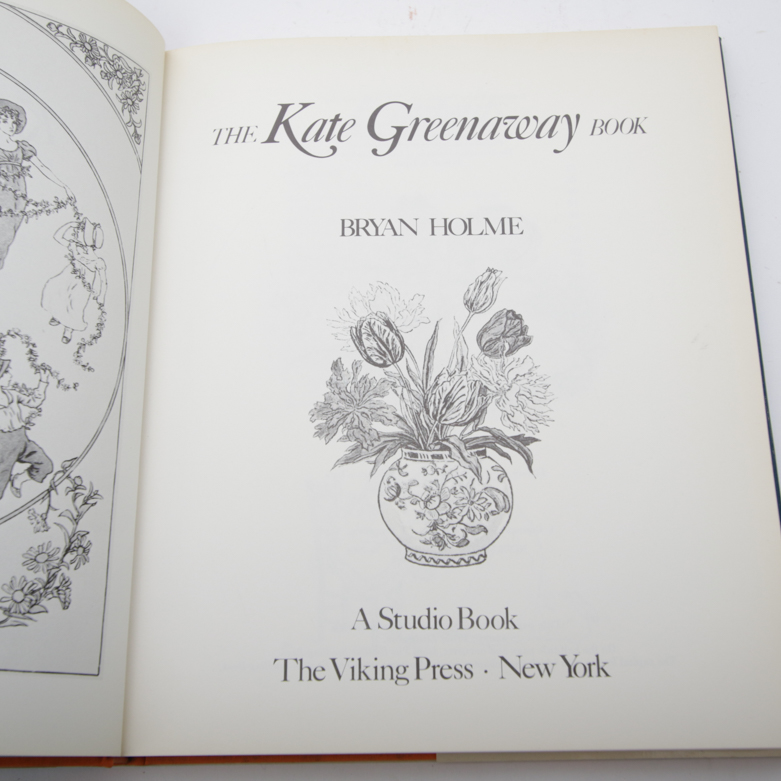 THE Kate Greenaway BOOK
BRYAN HOLME
A Studio Book
The Viking Press · New York